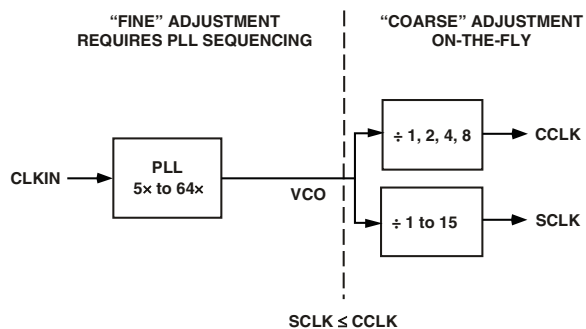 “FINE” ADJUSTMENT
REQUIRES PLL SEQUENCING
“COARSE” ADJUSTMENT
ON-THE-FLY
CLKIN
PLL
5× to 64×
VCO
÷ 1, 2, 4, 8
CCLK
÷ 1 to 15
SCLK
SCLK ≤ CCLK